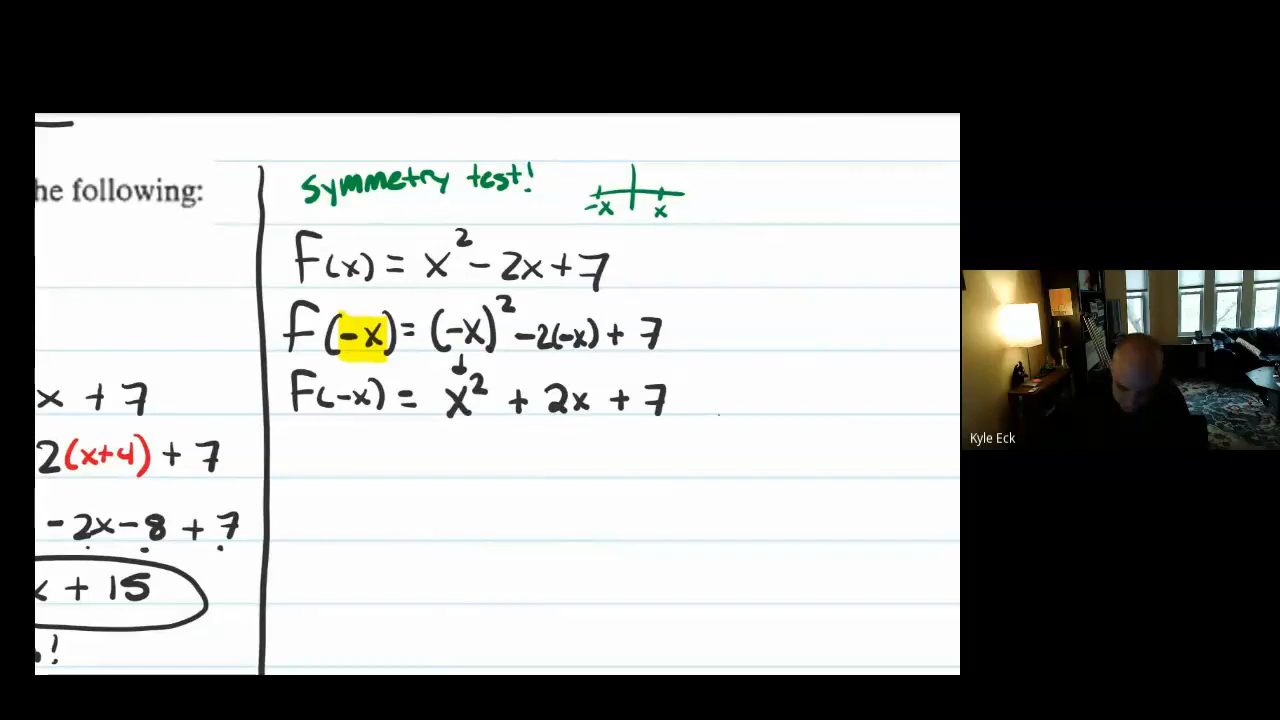 he following:
x + 7
2(x+4) + 7
-2x-8 + 7
x + 15
!
symmetry test!
-x x
F(x) = x² - 2x+7
F(-x) = (-x)² -2(-x) + 7
F(-x) = x² + 2x + 7
Kyle Eck